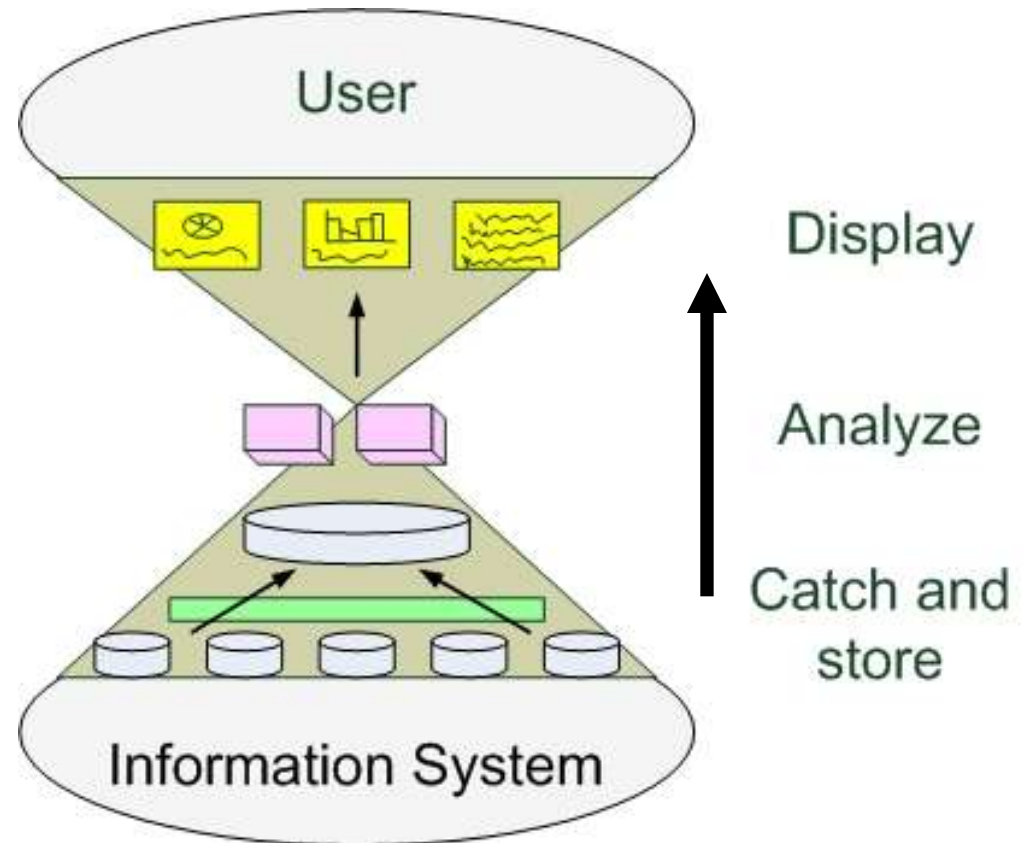 User
Display
Analyze
Catch and
store
Information System